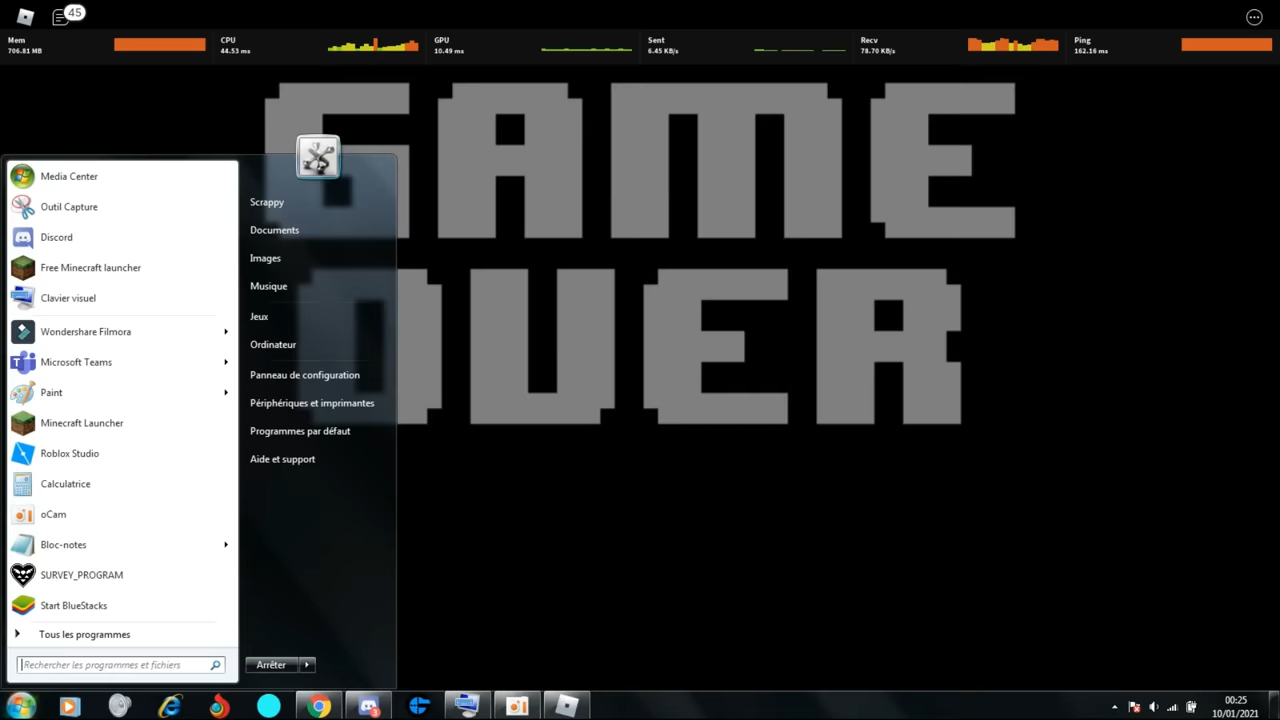 45
Mem
706.81 MB
CPU
44.53 ms
GPU
10.49 ms
Sent
6.45 KB/s
Recv
78.70 KB/s
Ping
162.16 ms
GAME
OVER
Media Center
Outil Capture
Discord
Free Minecraft launcher
Clavier visuel
Wondershare Filmora
Microsoft Teams
Paint
Minecraft Launcher
Roblox Studio
Calculatrice
oCam
Bloc-notes
SURVEY_PROGRAM
Start BlueStacks
Tous les programmes
Rechercher les programmes et fichiers
Scrappy
Documents
Images
Musique
Jeux
Ordinateur
Panneau de configuration
Périphériques et imprimantes
Programmes par défaut
Aide et support
Arrêter
3
00:25
10/01/2021